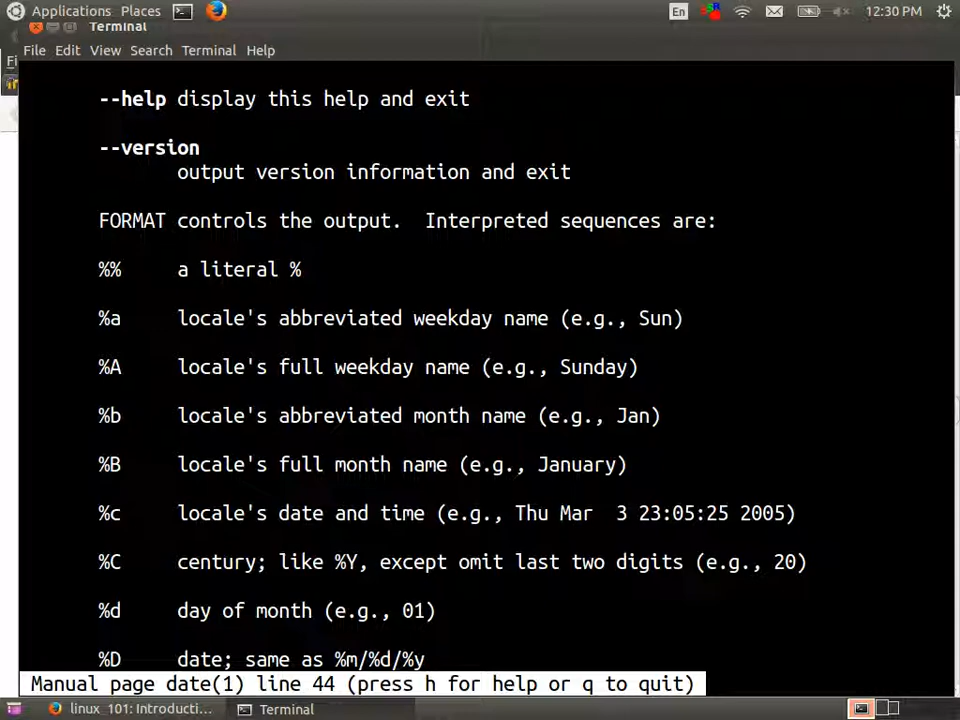 Applications Places En 12:30 PM
Terminal
File Edit View Search Terminal Help
--help display this help and exit
--version
output version information and exit
FORMAT controls the output.  Interpreted sequences are:
%% a literal %
%a locale's abbreviated weekday name (e.g., Sun)
%A locale's full weekday name (e.g., Sunday)
%b locale's abbreviated month name (e.g., Jan)
%B locale's full month name (e.g., January)
%c locale's date and time (e.g., Thu Mar  3 23:05:25 2005)
%C century; like %Y, except omit last two digits (e.g., 20)
%d day of month (e.g., 01)
%D date; same as %m/%d/%y
Manual page date(1) line 44 (press h for help or q to quit)
linux_101: Introducti... Terminal